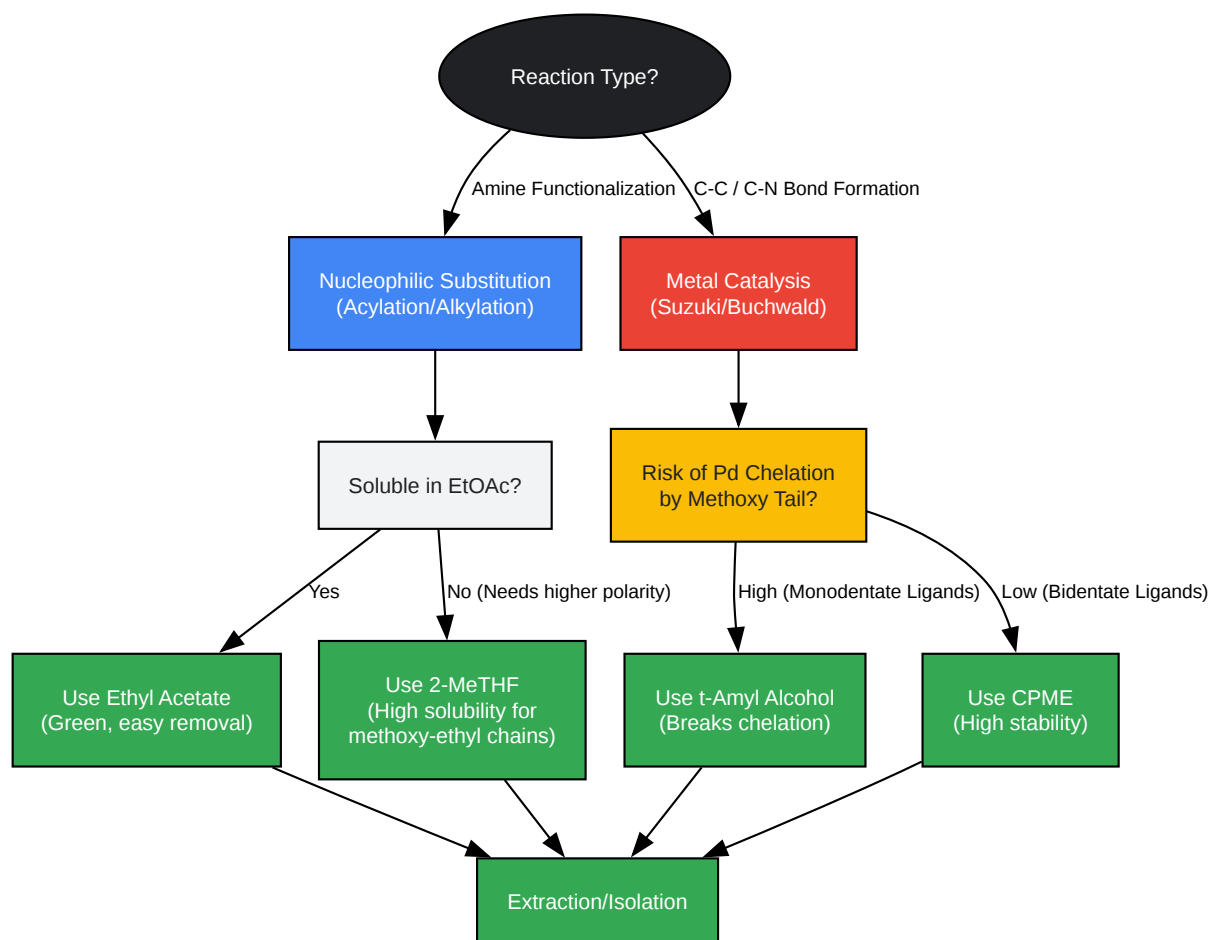 Reaction Type?
Amine Functionalization
C-C / C-N Bond Formation
Nucleophilic Substitution
(Acylation/Alkylation)
Metal Catalysis
(Suzuki/Buchwald)
Soluble in EtOAc?
Risk of Pd Chelation
by Methoxy Tail?
Yes
No (Needs higher polarity)
High (Monodentate Ligands)
Low (Bidentate Ligands)
Use Ethyl Acetate
(Green, easy removal)
Use 2-MeTHF
(High solubility for
methoxy-ethyl chains)
Use t-Amyl Alcohol
(Breaks chelation)
Use CPME
(High stability)
Extraction/Isolation